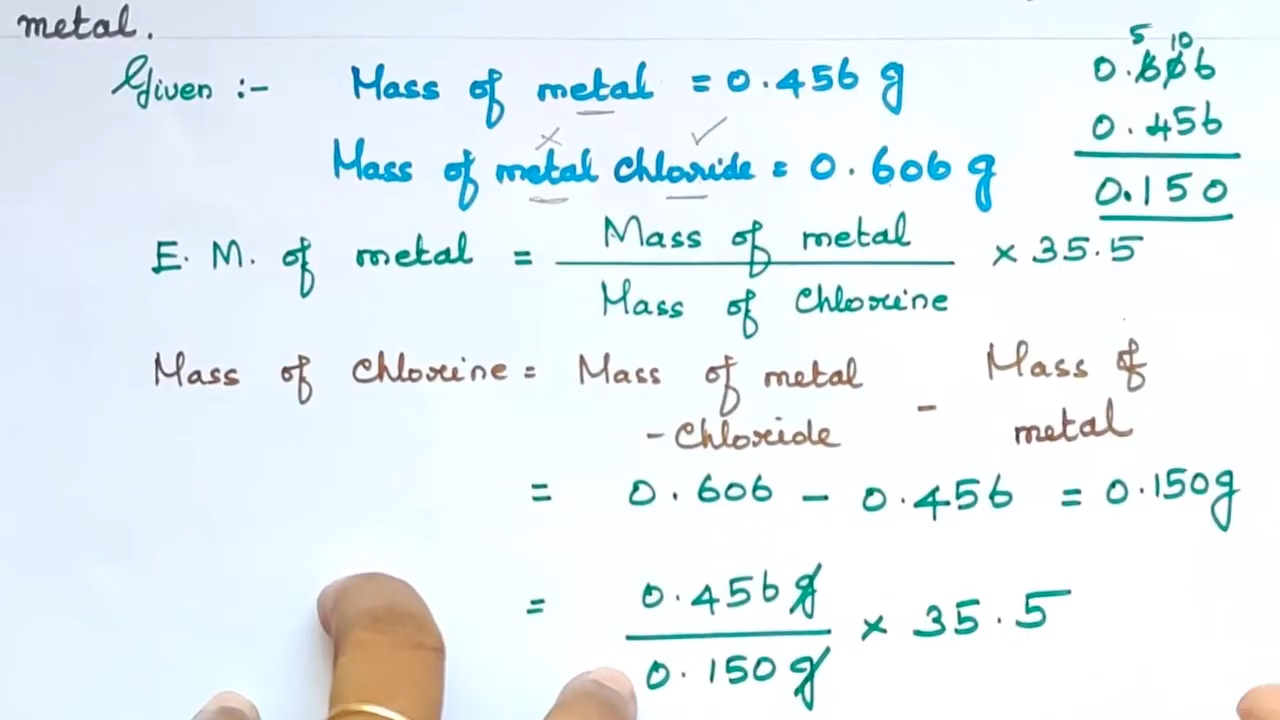 metal.
Given :- Mass of metal = 0.456 g
Mass of metal chloride = 0.606 g
5 10
0.606
0.456
0.150
E. M. of metal = Mass of metal / Mass of Chlorine × 35.5
Mass of Chlorine = Mass of metal - Chloride - Mass of metal
= 0.606 - 0.456 = 0.150g
= 0.456 g / 0.150 g × 35.5